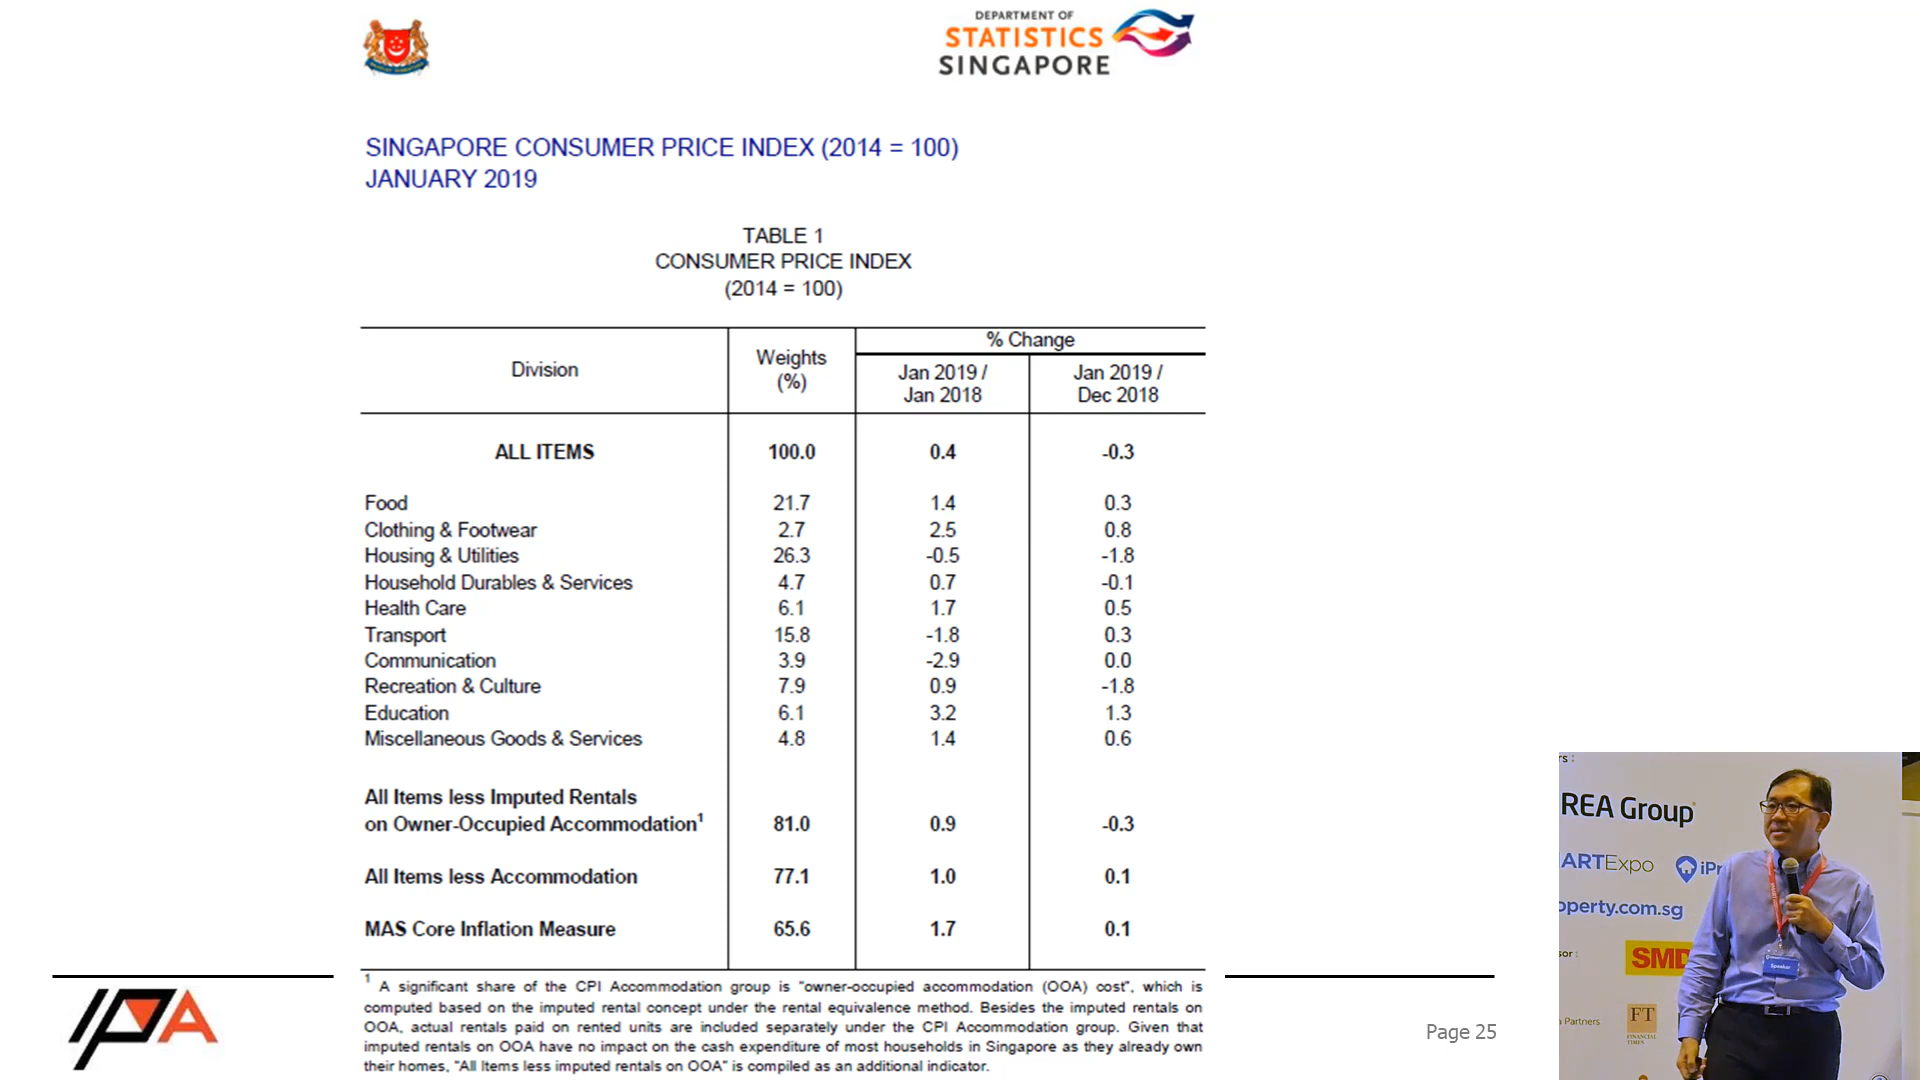 DEPARTMENT OF
STATISTICS
SINGAPORE
SINGAPORE CONSUMER PRICE INDEX (2014 = 100)
JANUARY 2019
TABLE 1
CONSUMER PRICE INDEX
(2014 = 100)
Division Weights (%) % Change
Jan 2019 / Jan 2018 Jan 2019 / Dec 2018
ALL ITEMS 100.0 0.4 -0.3
Food 21.7 1.4 0.3
Clothing & Footwear 2.7 2.5 0.8
Housing & Utilities 26.3 -0.5 -1.8
Household Durables & Services 4.7 0.7 -0.1
Health Care 6.1 1.7 0.5
Transport 15.8 -1.8 0.3
Communication 3.9 -2.9 0.0
Recreation & Culture 7.9 0.9 -1.8
Education 6.1 3.2 1.3
Miscellaneous Goods & Services 4.8 1.4 0.6
All Items less Imputed Rentals
on Owner-Occupied Accommodation1 81.0 0.9 -0.3
All Items less Accommodation 77.1 1.0 0.1
MAS Core Inflation Measure 65.6 1.7 0.1
1 A significant share of the CPI Accommodation group is "owner-occupied accommodation (OOA) cost", which is
computed based on the imputed rental concept under the rental equivalence method. Besides the imputed rentals on
OOA, actual rentals paid on rented units are included separately under the CPI Accommodation group. Given that
imputed rentals on OOA have no impact on the cash expenditure of most households in Singapore as they already own
their homes, "All Items less imputed rentals on OOA" is compiled as an additional indicator.
IPA
Page 25
rs :
REA Group
ARTExpo
iPr
operty.com.sg
sor :
SMD
Speaker
Partners
FT
FINANCIAL
TIMES